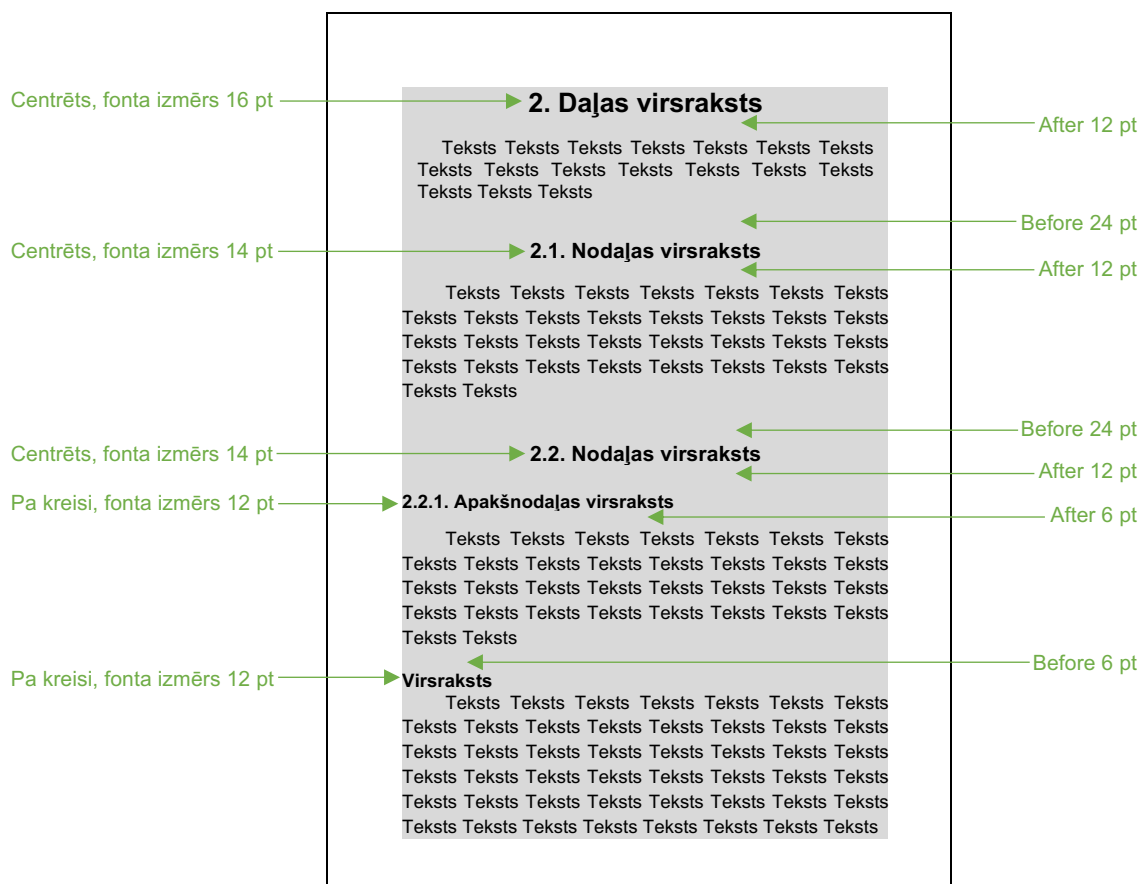 Centrēts, fonta izmērs 16 pt
2. Daļas virsraksts
After 12 pt
Teksts Teksts Teksts Teksts Teksts Teksts Teksts
Teksts Teksts Teksts Teksts Teksts Teksts Teksts
Teksts Teksts Teksts
Before 24 pt
Centrēts, fonta izmērs 14 pt
2.1. Nodaļas virsraksts
After 12 pt
Teksts Teksts Teksts Teksts Teksts Teksts Teksts
Teksts Teksts Teksts Teksts Teksts Teksts Teksts Teksts
Teksts Teksts Teksts Teksts Teksts Teksts Teksts Teksts
Teksts Teksts Teksts Teksts Teksts Teksts Teksts Teksts
Teksts Teksts
Before 24 pt
Centrēts, fonta izmērs 14 pt
2.2. Nodaļas virsraksts
After 12 pt
Pa kreisi, fonta izmērs 12 pt
2.2.1. Apakšnodaļas virsraksts
After 6 pt
Teksts Teksts Teksts Teksts Teksts Teksts Teksts
Teksts Teksts Teksts Teksts Teksts Teksts Teksts Teksts
Teksts Teksts Teksts Teksts Teksts Teksts Teksts Teksts
Teksts Teksts Teksts Teksts Teksts Teksts Teksts Teksts
Teksts Teksts
Before 6 pt
Pa kreisi, fonta izmērs 12 pt
Virsraksts
Teksts Teksts Teksts Teksts Teksts Teksts Teksts
Teksts Teksts Teksts Teksts Teksts Teksts Teksts Teksts
Teksts Teksts Teksts Teksts Teksts Teksts Teksts Teksts
Teksts Teksts Teksts Teksts Teksts Teksts Teksts Teksts
Teksts Teksts Teksts Teksts Teksts Teksts Teksts Teksts
Teksts Teksts Teksts Teksts Teksts Teksts Teksts Teksts